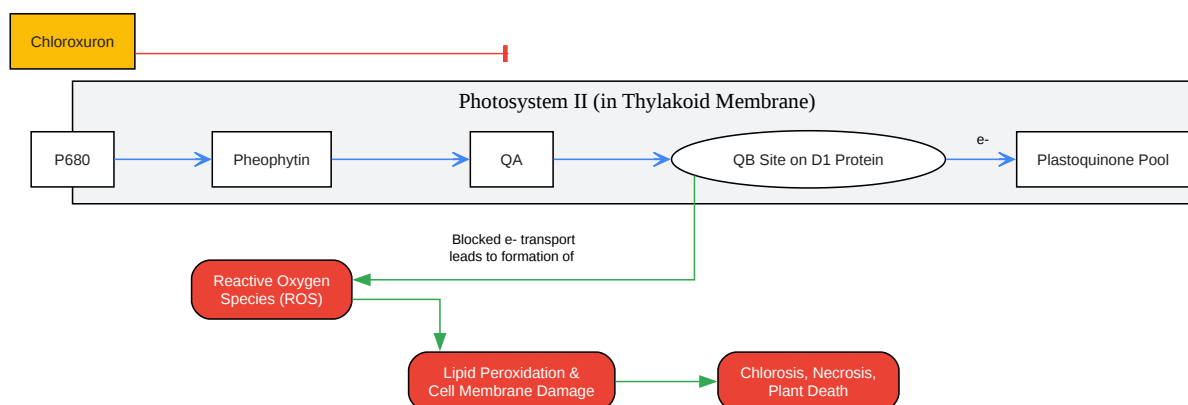 Chloroxuron
Photosystem II (in Thylakoid Membrane)
P680
Pheophytin
QA
QB Site on D1 Protein
e-
Plastoquinone Pool
Blocked e- transport
leads to formation of
Reactive Oxygen
Species (ROS)
Lipid Peroxidation &
Cell Membrane Damage
Chlorosis, Necrosis,
Plant Death